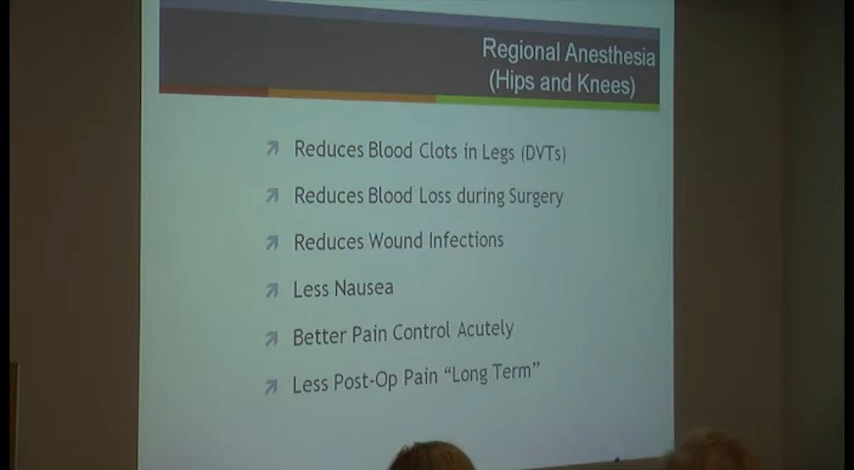 Regional Anesthesia
(Hips and Knees)
Reduces Blood Clots in Legs (DVTs)
Reduces Blood Loss during Surgery
Reduces Wound Infections
Less Nausea
Better Pain Control Acutely
Less Post-Op Pain “Long Term”